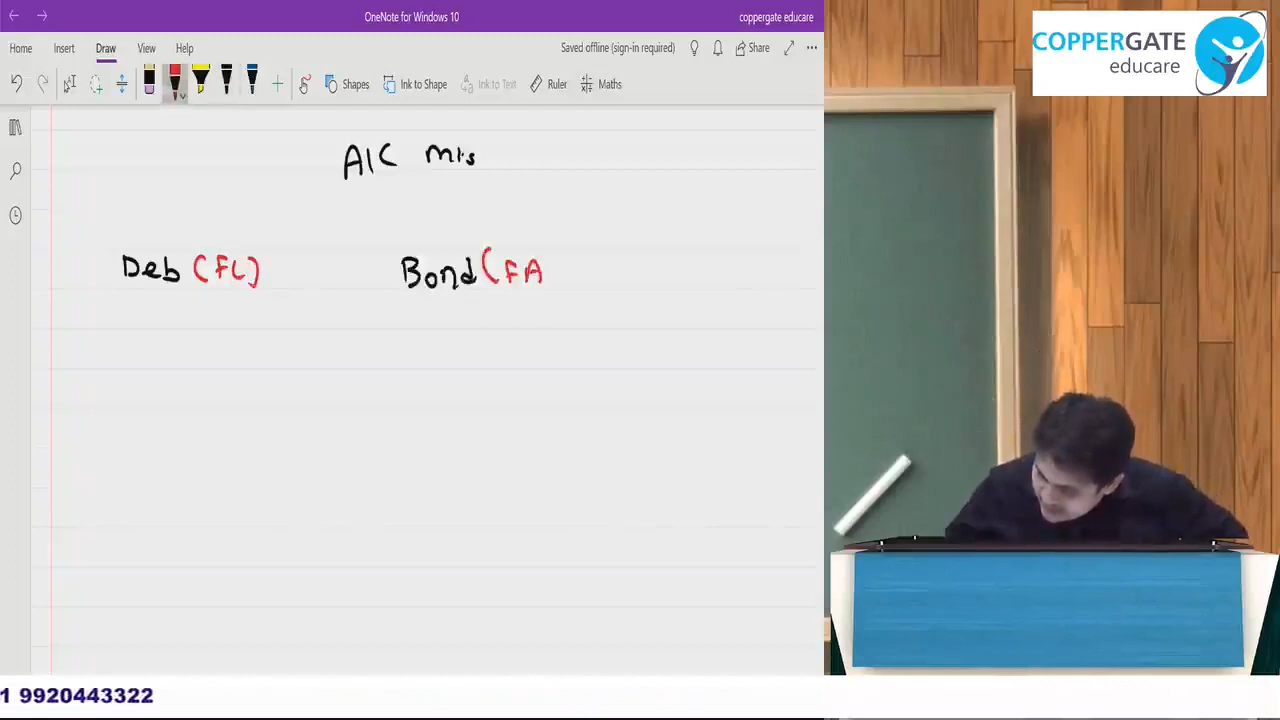 OneNote for Windows 10
coppergate educare
Home Insert Draw View Help
Saved offline (sign-in required) Share
Shapes Ink to Shape Ink to Text Ruler Maths
A/C mis
Deb (FL) Bond (FA
COPPERGATE
educare
1 9920443322